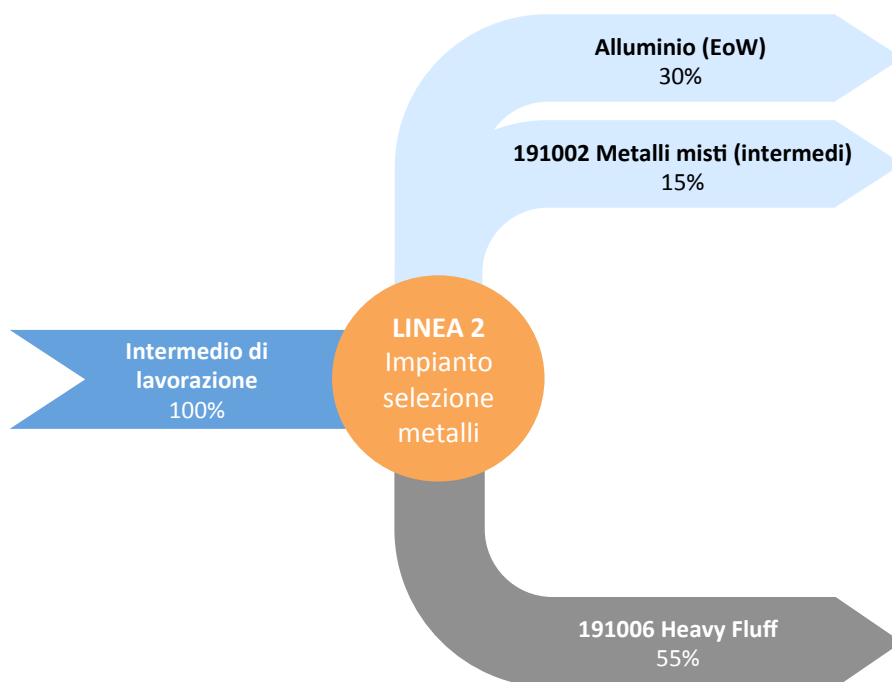 Alluminio (EoW)
30%
191002 Metalli misti (intermedi)
15%
LINEA 2
Impianto
selezione
metalli
Intermedio di
lavorazione
100%
191006 Heavy Fluff
55%